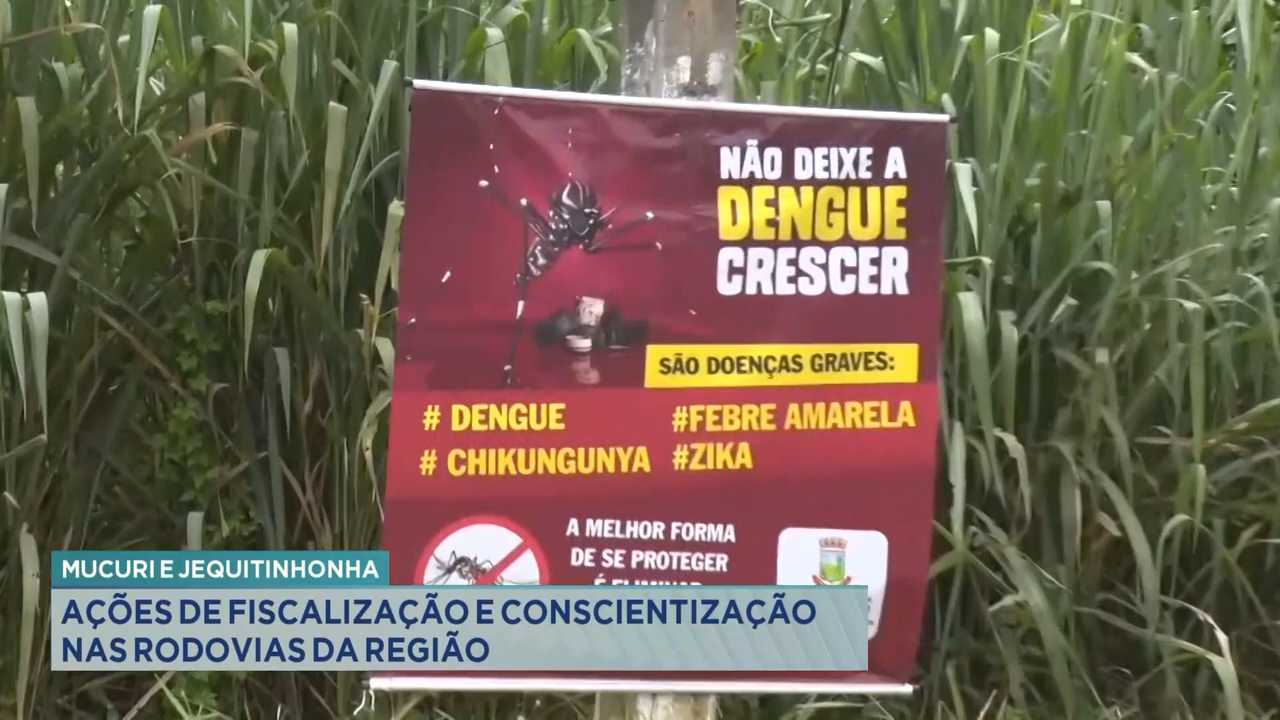 NÃO DEIXE A
DENGUE
CRESCER
SÃO DOENÇAS GRAVES:
# DENGUE
#FEBRE AMARELA
# CHIKUNGUNYA
#ZIKA
A MELHOR FORMA
DE SE PROTEGER
É ELIMINAR
MUCURI E JEQUITINHONHA
AÇÕES DE FISCALIZAÇÃO E CONSCIENTIZAÇÃO
NAS RODOVIAS DA REGIÃO